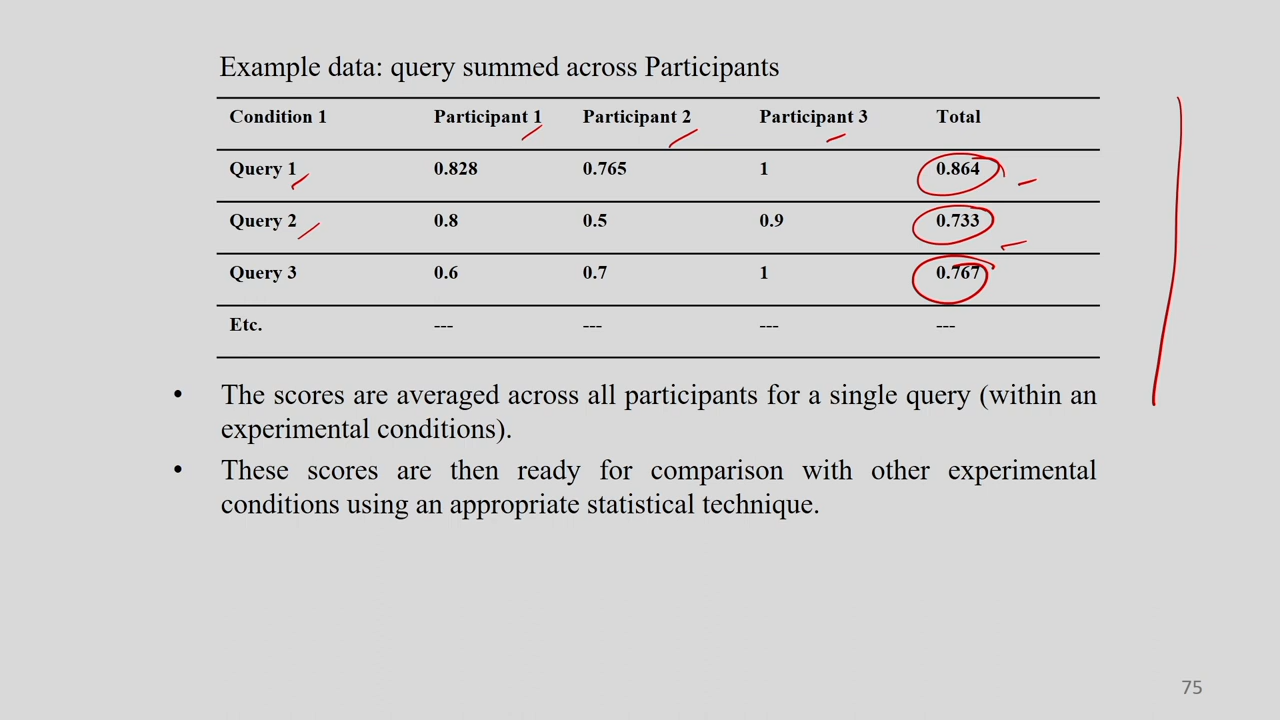 Example data: query summed across Participants
Condition 1 Participant 1 Participant 2 Participant 3 Total
Query 1 0.828 0.765 1 0.864
Query 2 0.8 0.5 0.9 0.733
Query 3 0.6 0.7 1 0.767
Etc. --- --- --- ---
• The scores are averaged across all participants for a single query (within an
experimental conditions).
• These scores are then ready for comparison with other experimental
conditions using an appropriate statistical technique.
75